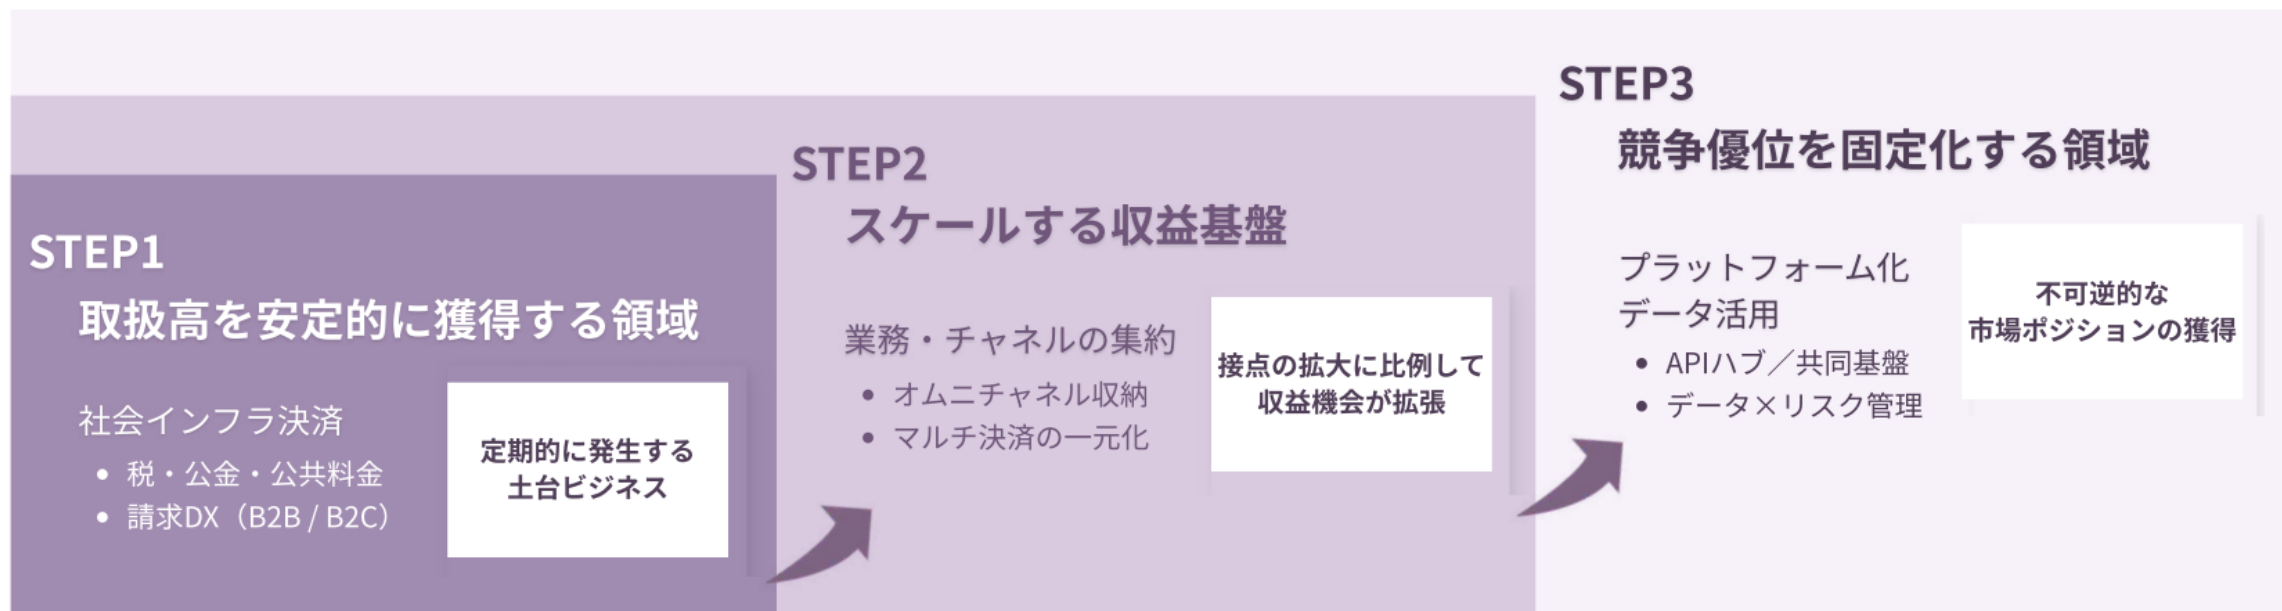 STEP1
取扱高を安定的に獲得する領域
社会インフラ決済
• 税・公金・公共料金
• 請求DX（B2B / B2C）
定期的に発生する
土台ビジネス
STEP2
スケールする収益基盤
業務・チャネルの集約
• オムニチャネル収納
• マルチ決済の一元化
接点の拡大に比例して
収益機会が拡張
STEP3
競争優位を固定化する領域
プラットフォーム化
データ活用
• APIハブ／共同基盤
• データ×リスク管理
不可逆的な
市場ポジションの獲得